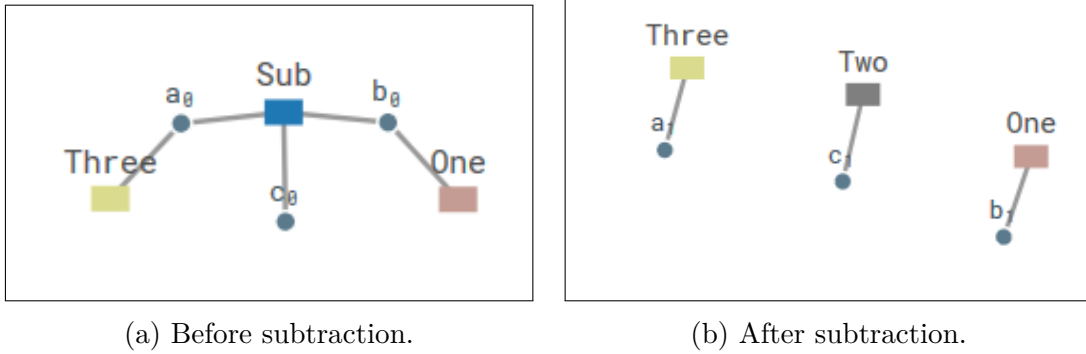 Sub
a₀
b₀
Three
One
c₀
(a) Before subtraction.
Three
Two
One
a₁
c₁
b₁
(b) After subtraction.